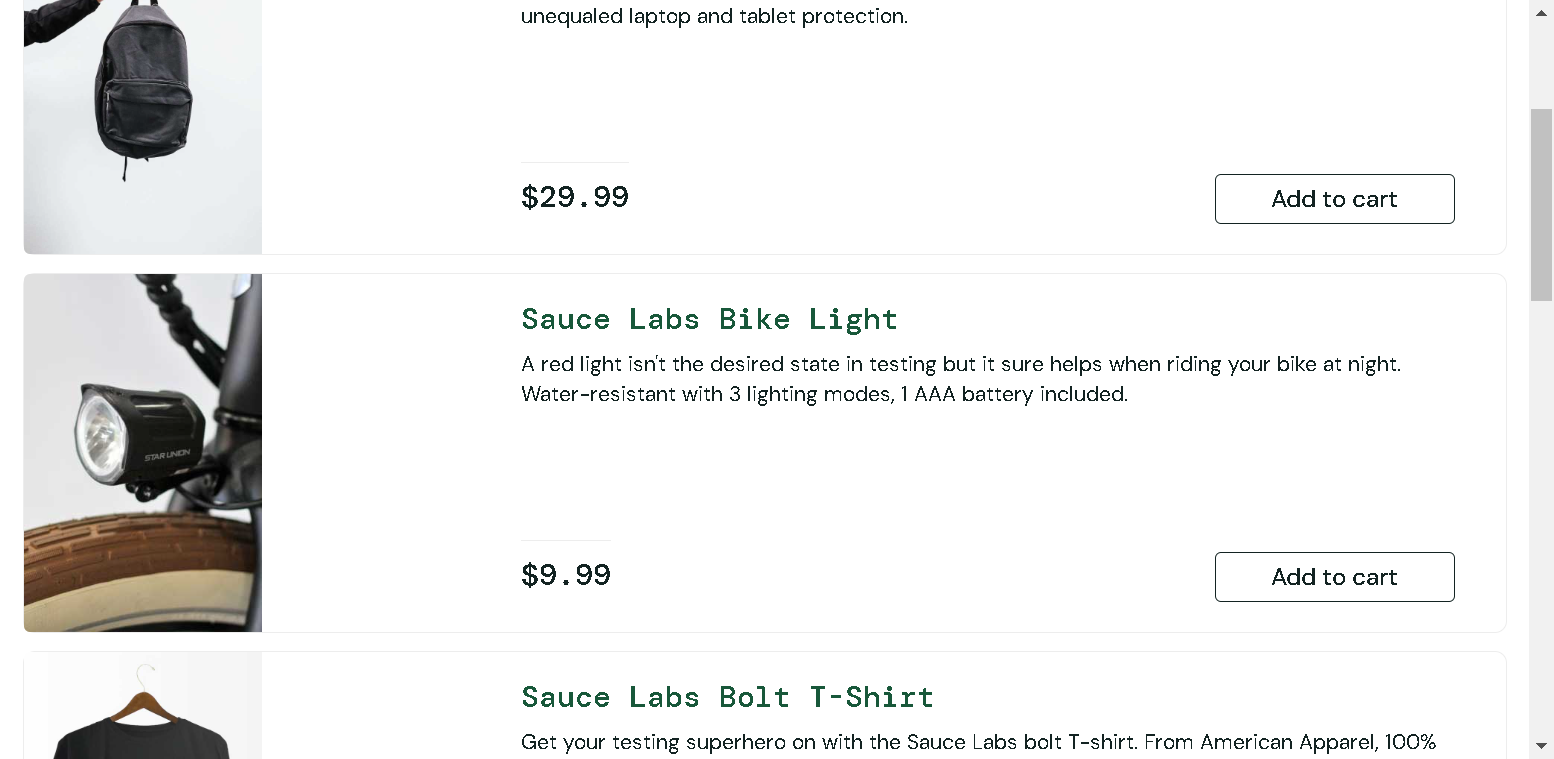 unequaled laptop and tablet protection.
$29.99
Add to cart
Sauce Labs Bike Light
A red light isn't the desired state in testing but it sure helps when riding your bike at night.
Water-resistant with 3 lighting modes, 1 AAA battery included.
STAR UNION
$9.99
Add to cart
Sauce Labs Bolt T-Shirt
Get your testing superhero on with the Sauce Labs bolt T-shirt. From American Apparel, 100%